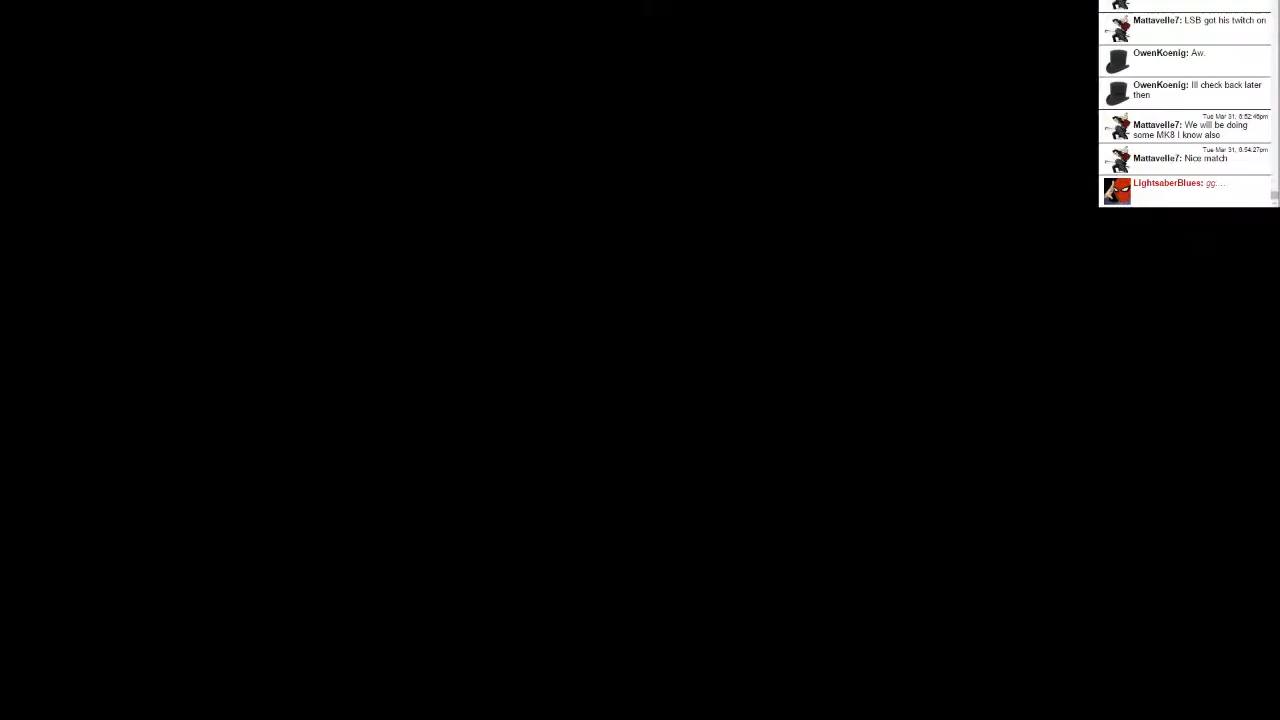 Mattavelle7: LSB got his twitch on
OwenKoenig: Aw.
OwenKoenig: Ill check back later
then
Tue Mar 31, 6:52:46pm
Mattavelle7: We will be doing
some MK8 I know also
Tue Mar 31, 6:54:27pm
Mattavelle7: Nice match
LightsaberBlues: gg....